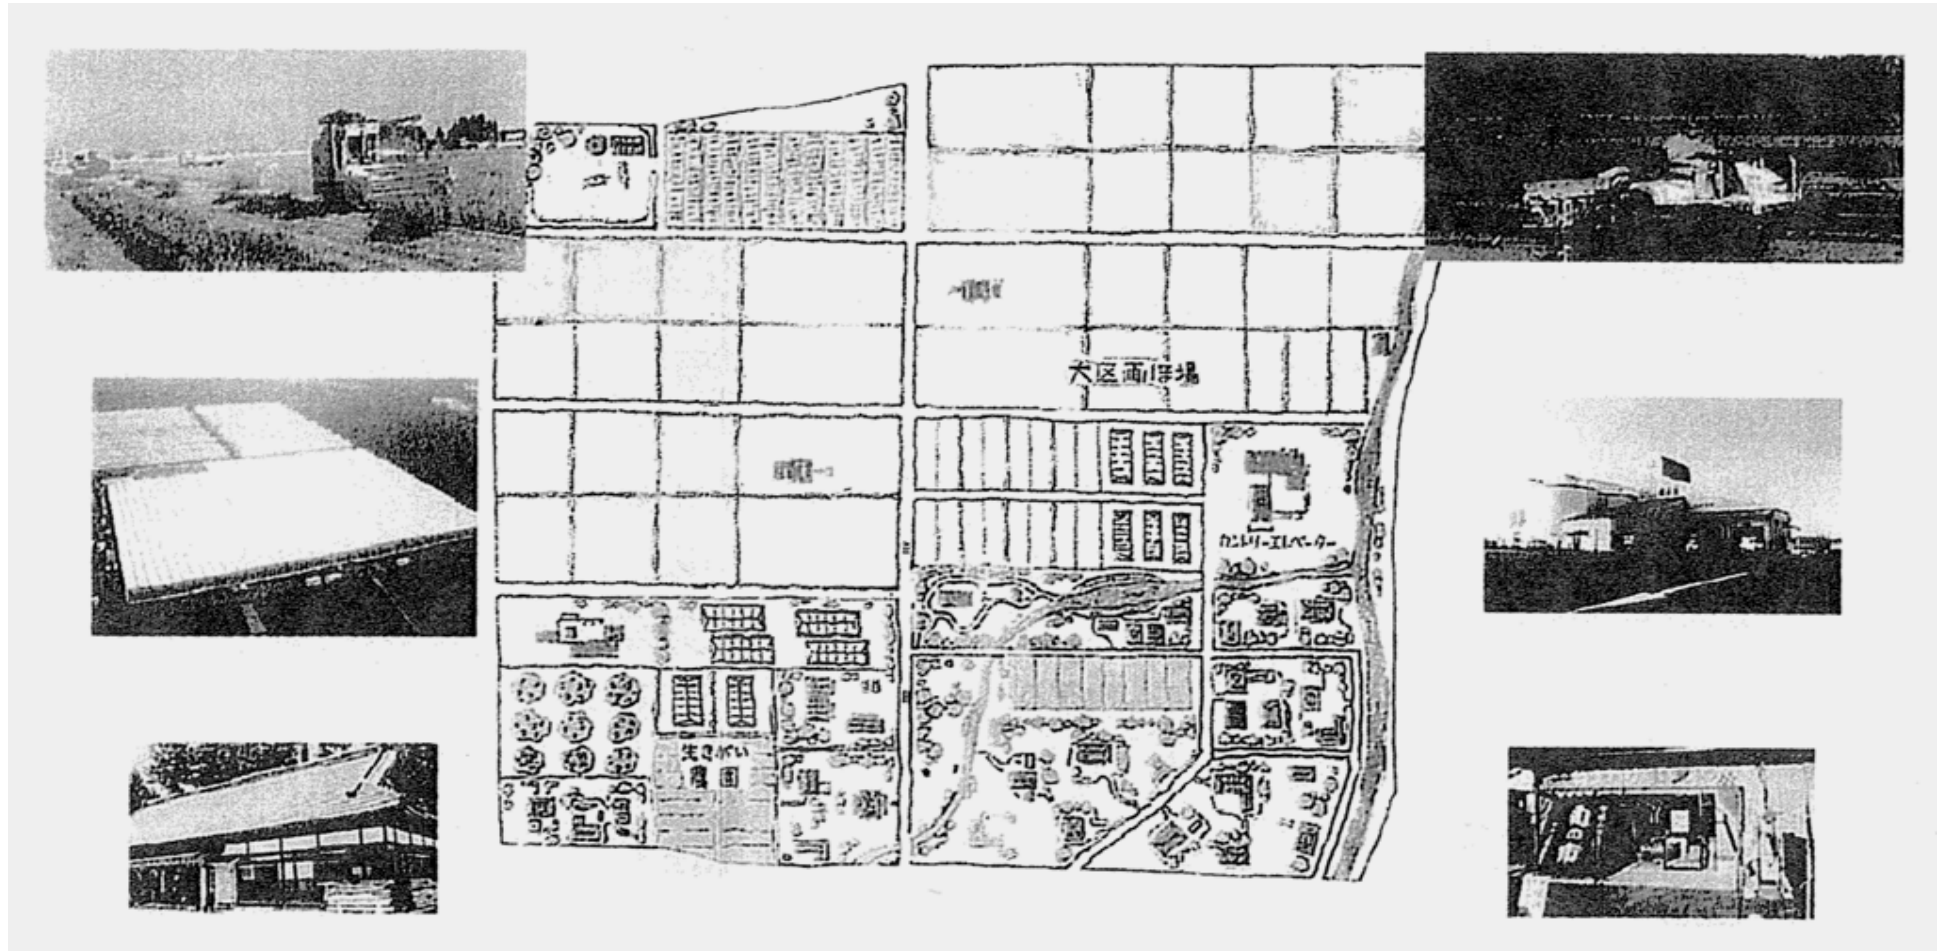 大区画ほ場
カントリーエレベーター
生きがい
農園